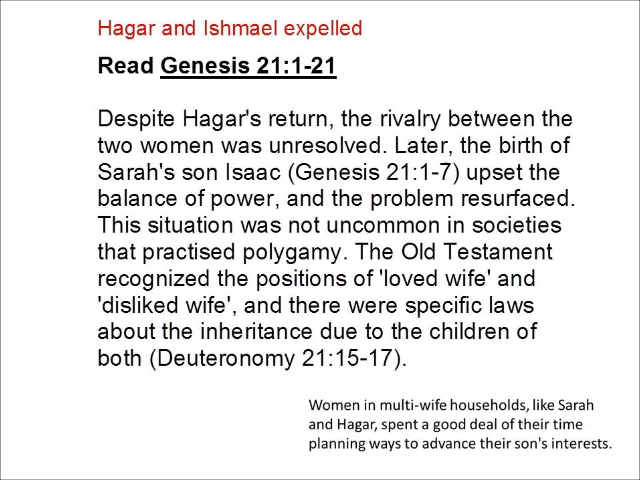 Hagar and Ishmael expelled
Read Genesis 21:1-21
Despite Hagar's return, the rivalry between the
two women was unresolved. Later, the birth of
Sarah's son Isaac (Genesis 21:1-7) upset the
balance of power, and the problem resurfaced.
This situation was not uncommon in societies
that practised polygamy. The Old Testament
recognized the positions of 'loved wife' and
'disliked wife', and there were specific laws
about the inheritance due to the children of
both (Deuteronomy 21:15-17).
Women in multi-wife households, like Sarah
and Hagar, spent a good deal of their time
planning ways to advance their son's interests.